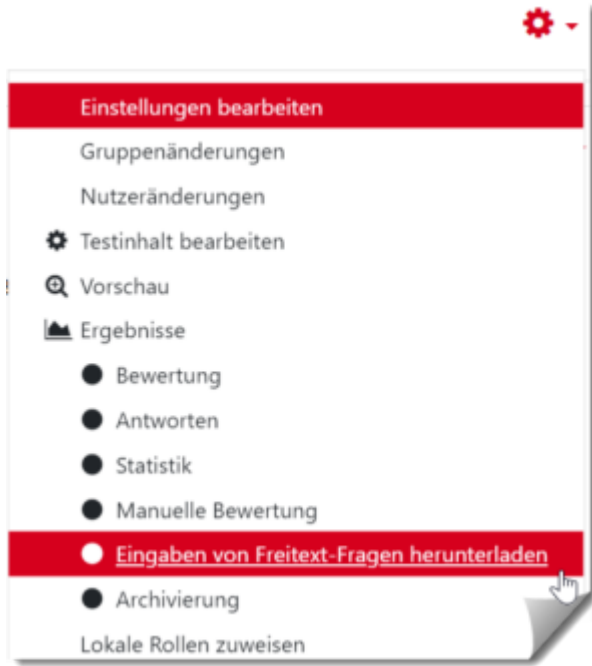 Einstellungen bearbeiten
Gruppenänderungen
Nutzeränderungen
Testinhalt bearbeiten
Vorschau
Ergebnisse
Bewertung
Antworten
Statistik
Manuelle Bewertung
Eingaben von Freitext-Fragen herunterladen
Archivierung
Lokale Rollen zuweisen